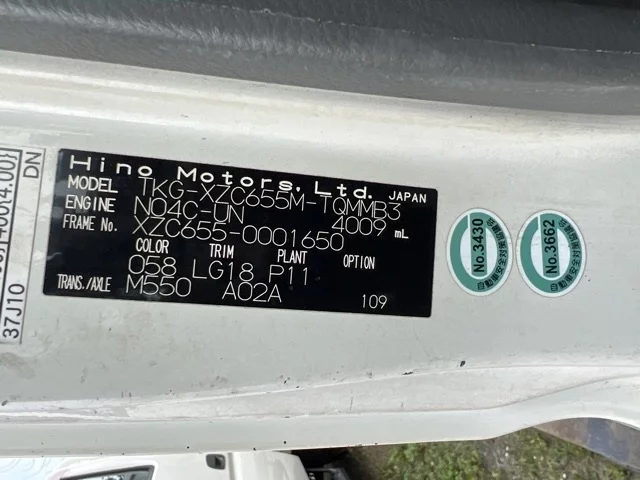 Hino Motors, Ltd. JAPAN
MODEL TKG-XZC655M-TQMMB3
ENGINE N04C-UN 4009 mL
FRAME No. XZC655-0001650
COLOR TRIM PLANT OPTION
058 LG18 P11
TRANS./AXLE M550 A02A 109
No.3430
No.3662
37J10
DN